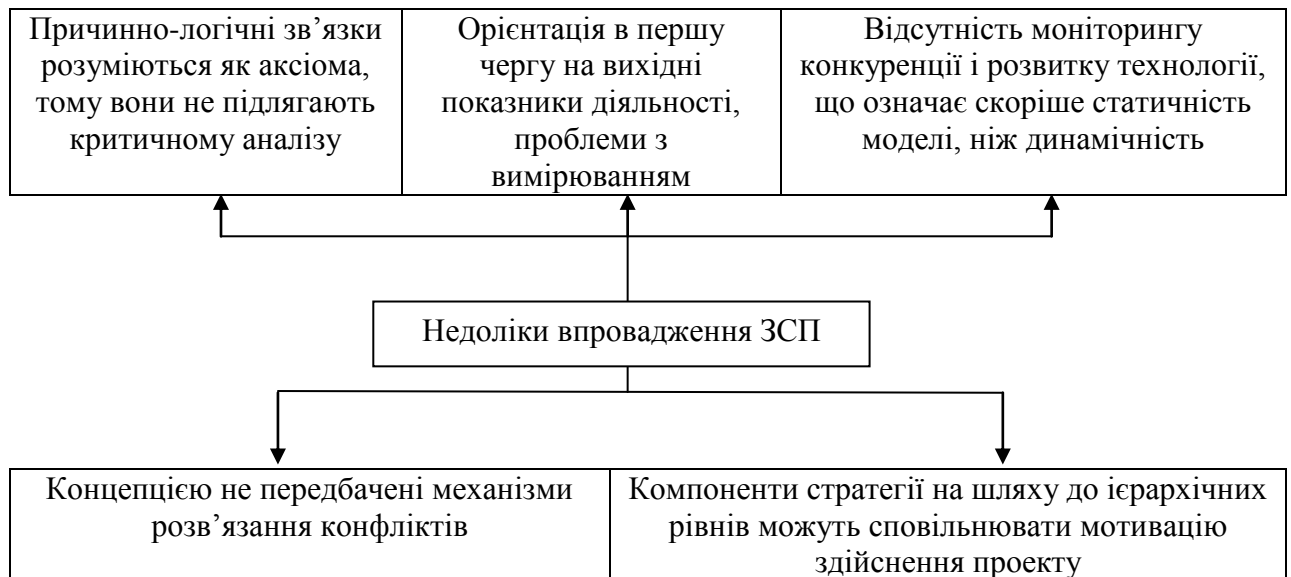 Причинно-логічні зв’язки
розуміються як аксіома,
тому вони не підлягають
критичному аналізу
Орієнтація в першу
чергу на вихідні
показники діяльності,
проблеми з
вимірюванням
Відсутність моніторингу
конкуренції і розвитку технології,
що означає скоріше статичність
моделі, ніж динамічність
Недоліки впровадження ЗСП
Концепцією не передбачені механізми
розв’язання конфліктів
Компоненти стратегії на шляху до ієрархічних
рівнів можуть сповільнювати мотивацію
здійснення проекту